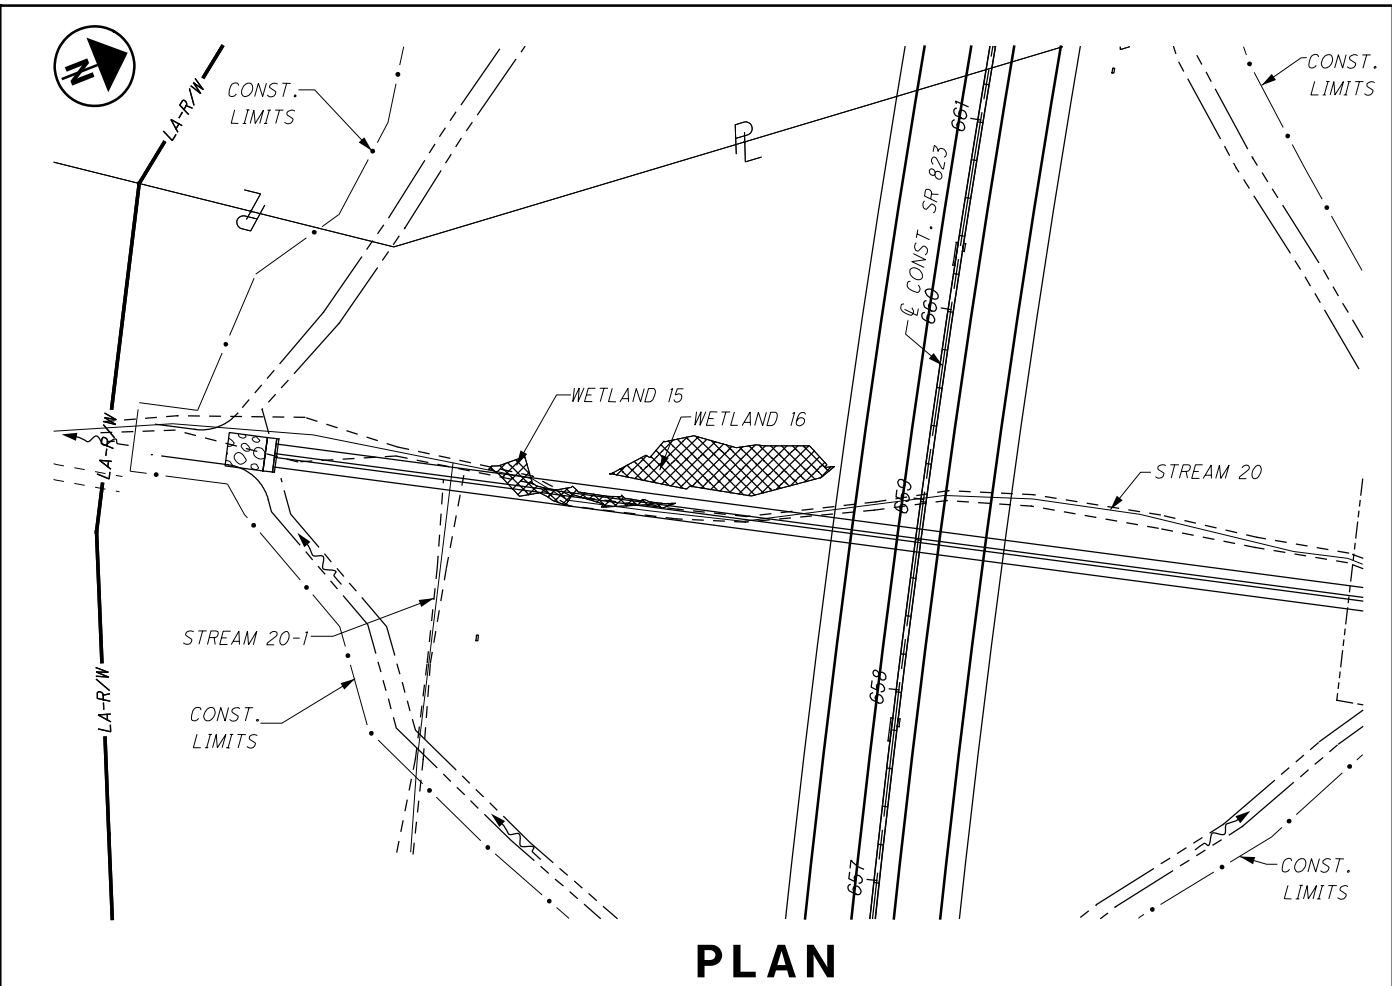 N
LA-R/W
CONST.
LIMITS
CONST.
LIMITS
PL
PL
661
℄ CONST. SR 823
660
WETLAND 15
WETLAND 16
LA-R/W
659
STREAM 20
STREAM 20-1
658
LA-R/W
CONST.
LIMITS
657
CONST.
LIMITS
PLAN